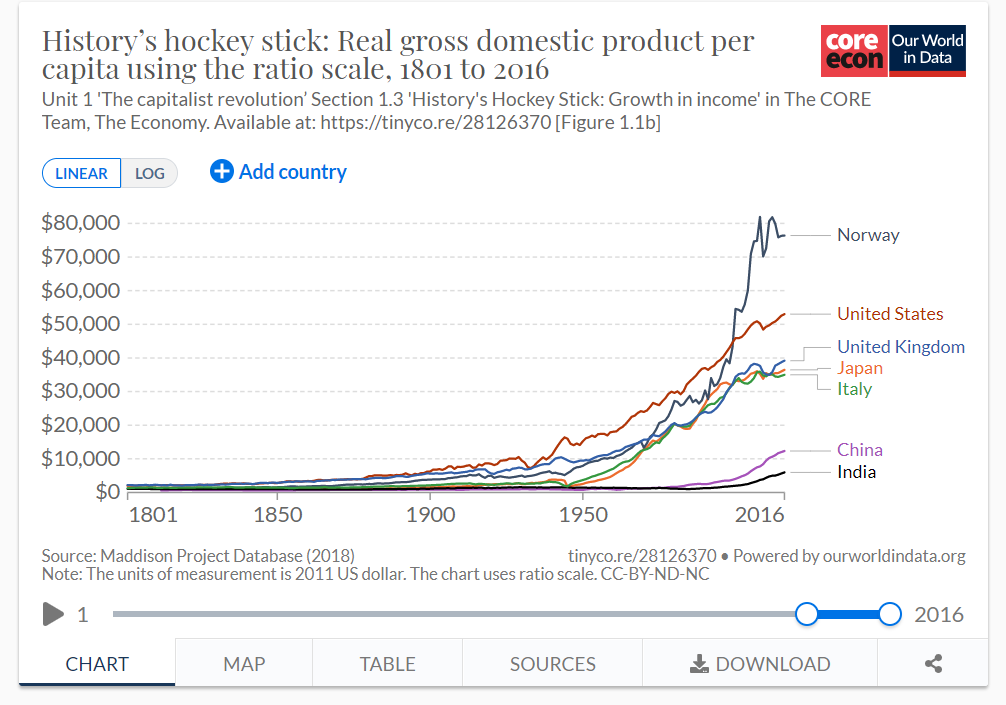 History’s hockey stick: Real gross domestic product per
capita using the ratio scale, 1801 to 2016
core
econ
Our World
in Data
Unit 1 'The capitalist revolution’ Section 1.3 'History's Hockey Stick: Growth in income' in The CORE
Team, The Economy. Available at: https://tinyco.re/28126370 [Figure 1.1b]
LINEAR
LOG
Add country
$80,000
$70,000
$60,000
$50,000
$40,000
$30,000
$20,000
$10,000
$0
Norway
United States
United Kingdom
Japan
Italy
China
India
1801
1850
1900
1950
2016
Source: Maddison Project Database (2018)
tinyco.re/28126370 • Powered by ourworldindata.org
Note: The units of measurement is 2011 US dollar. The chart uses ratio scale. CC-BY-ND-NC
1
2016
CHART
MAP
TABLE
SOURCES
DOWNLOAD